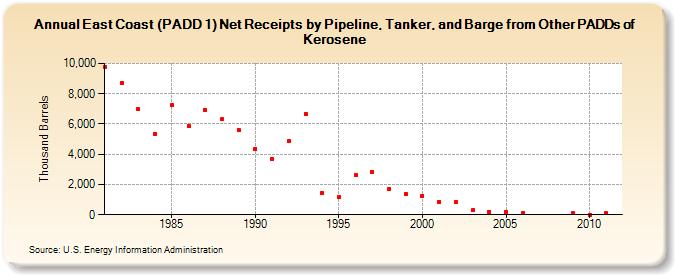 Annual East Coast (PADD 1) Net Receipts by Pipeline, Tanker, and Barge from Other PADDs of
Kerosene
Thousand Barrels
10,000
8,000
6,000
4,000
2,000
0
1985 1990 1995 2000 2005 2010
Source: U.S. Energy Information Administration